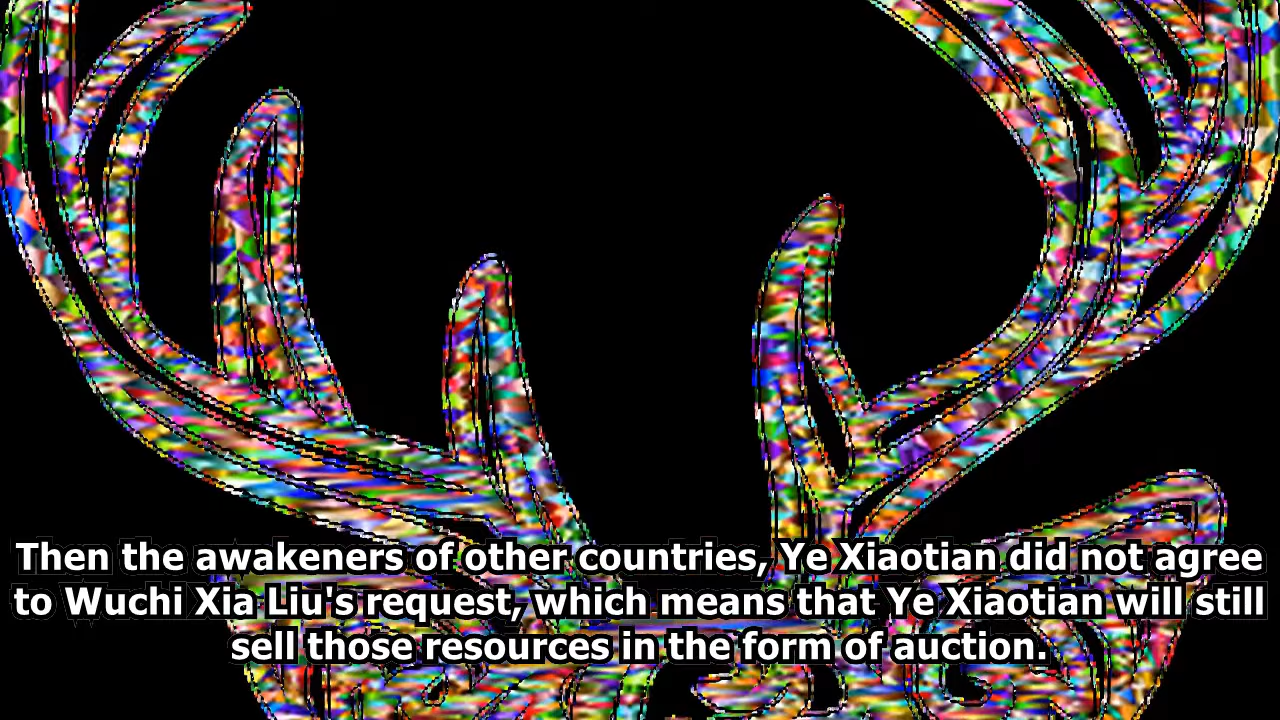 Then the awakeners of other countries, Ye Xiaotian did not agree
to Wuchi Xia Liu's request, which means that Ye Xiaotian will still
sell those resources in the form of auction.